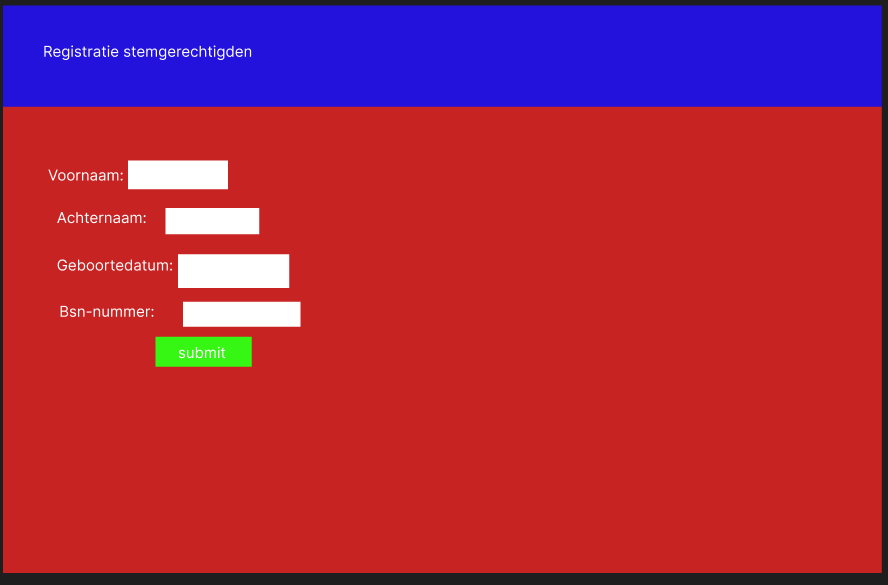 Registratie stemgerechtigden
Voornaam:
Achternaam:
Geboortedatum:
Bsn-nummer:
submit